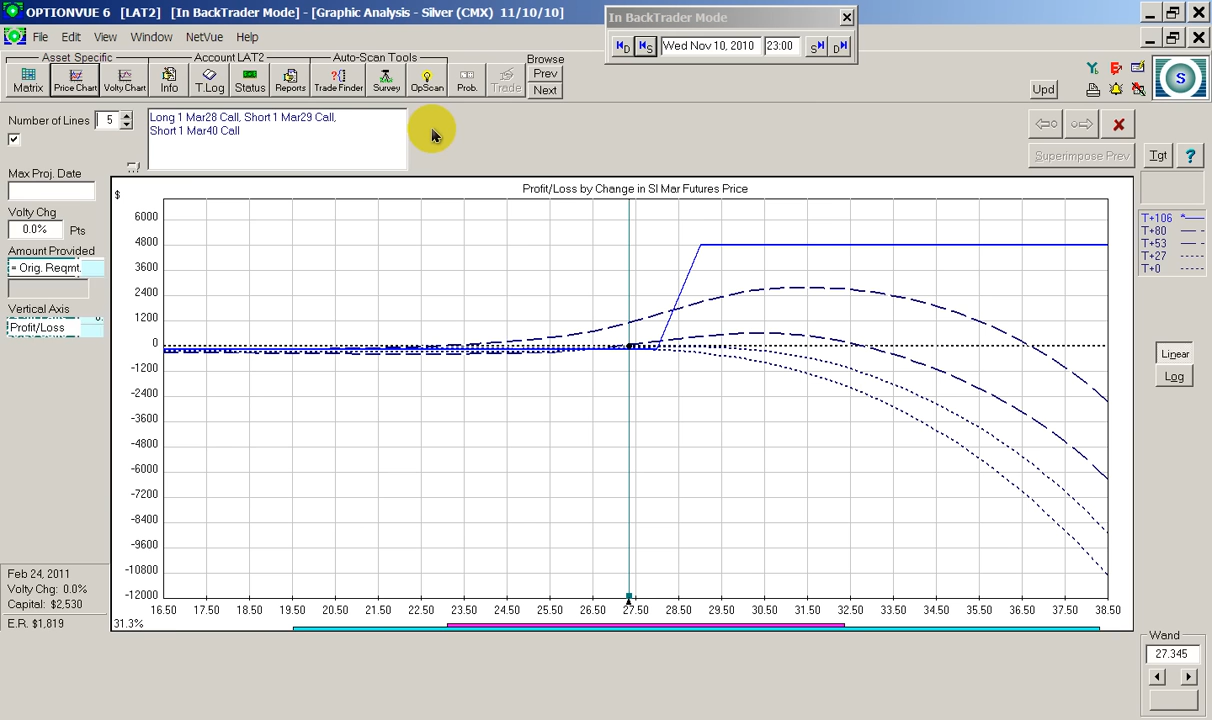 OPTIONVUE 6 [LAT2] [In BackTrader Mode] - [Graphic Analysis - Silver (CMX) 11/10/10]
In BackTrader Mode
File Edit View Window NetVue Help
D S Wed Nov 10, 2010 23:00 S D
Asset Specific Account LAT2 Auto-Scan Tools Browse
Matrix Price Chart Volty Chart Info T.Log Status Reports Trade Finder Survey OpScan Prob. Trade Prev
Next
Upd
S
Number of Lines 5
Long 1 Mar28 Call, Short 1 Mar29 Call,
Short 1 Mar40 Call
Superimpose Prev Tgt ?
Max Proj. Date
Volty Chg
0.0% Pts
Amount Provided
= Orig. Reqmt.
Vertical Axis
Profit/Loss
$ Profit/Loss by Change in SI Mar Futures Price
6000
4800
3600
2400
1200
0
-1200
-2400
-3600
-4800
-6000
-7200
-8400
-9600
-10800
-12000
16.50 17.50 18.50 19.50 20.50 21.50 22.50 23.50 24.50 25.50 26.50 27.50 28.50 29.50 30.50 31.50 32.50 33.50 34.50 35.50 36.50 37.50 38.50
31.3%
T+106
T+80
T+53
T+27
T+0
Linear
Log
Feb 24, 2011
Volty Chg: 0.0%
Capital: $2,530
E.R. $1,819
Wand
27.345